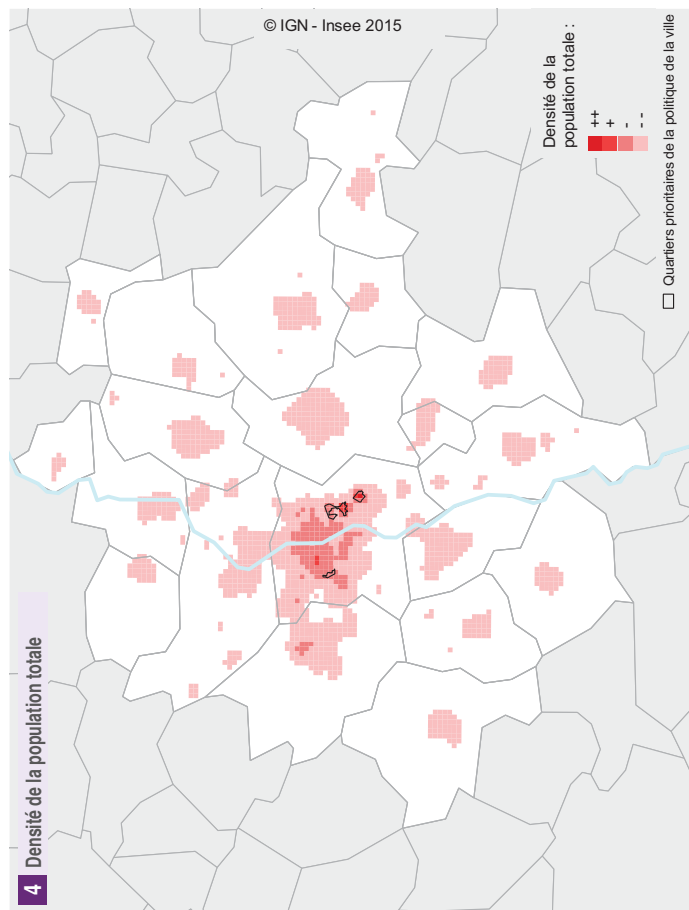 4 Densité de la population totale
© IGN - Insee 2015
Densité de la
population totale :
++
+
-
--
Quartiers prioritaires de la politique de la ville